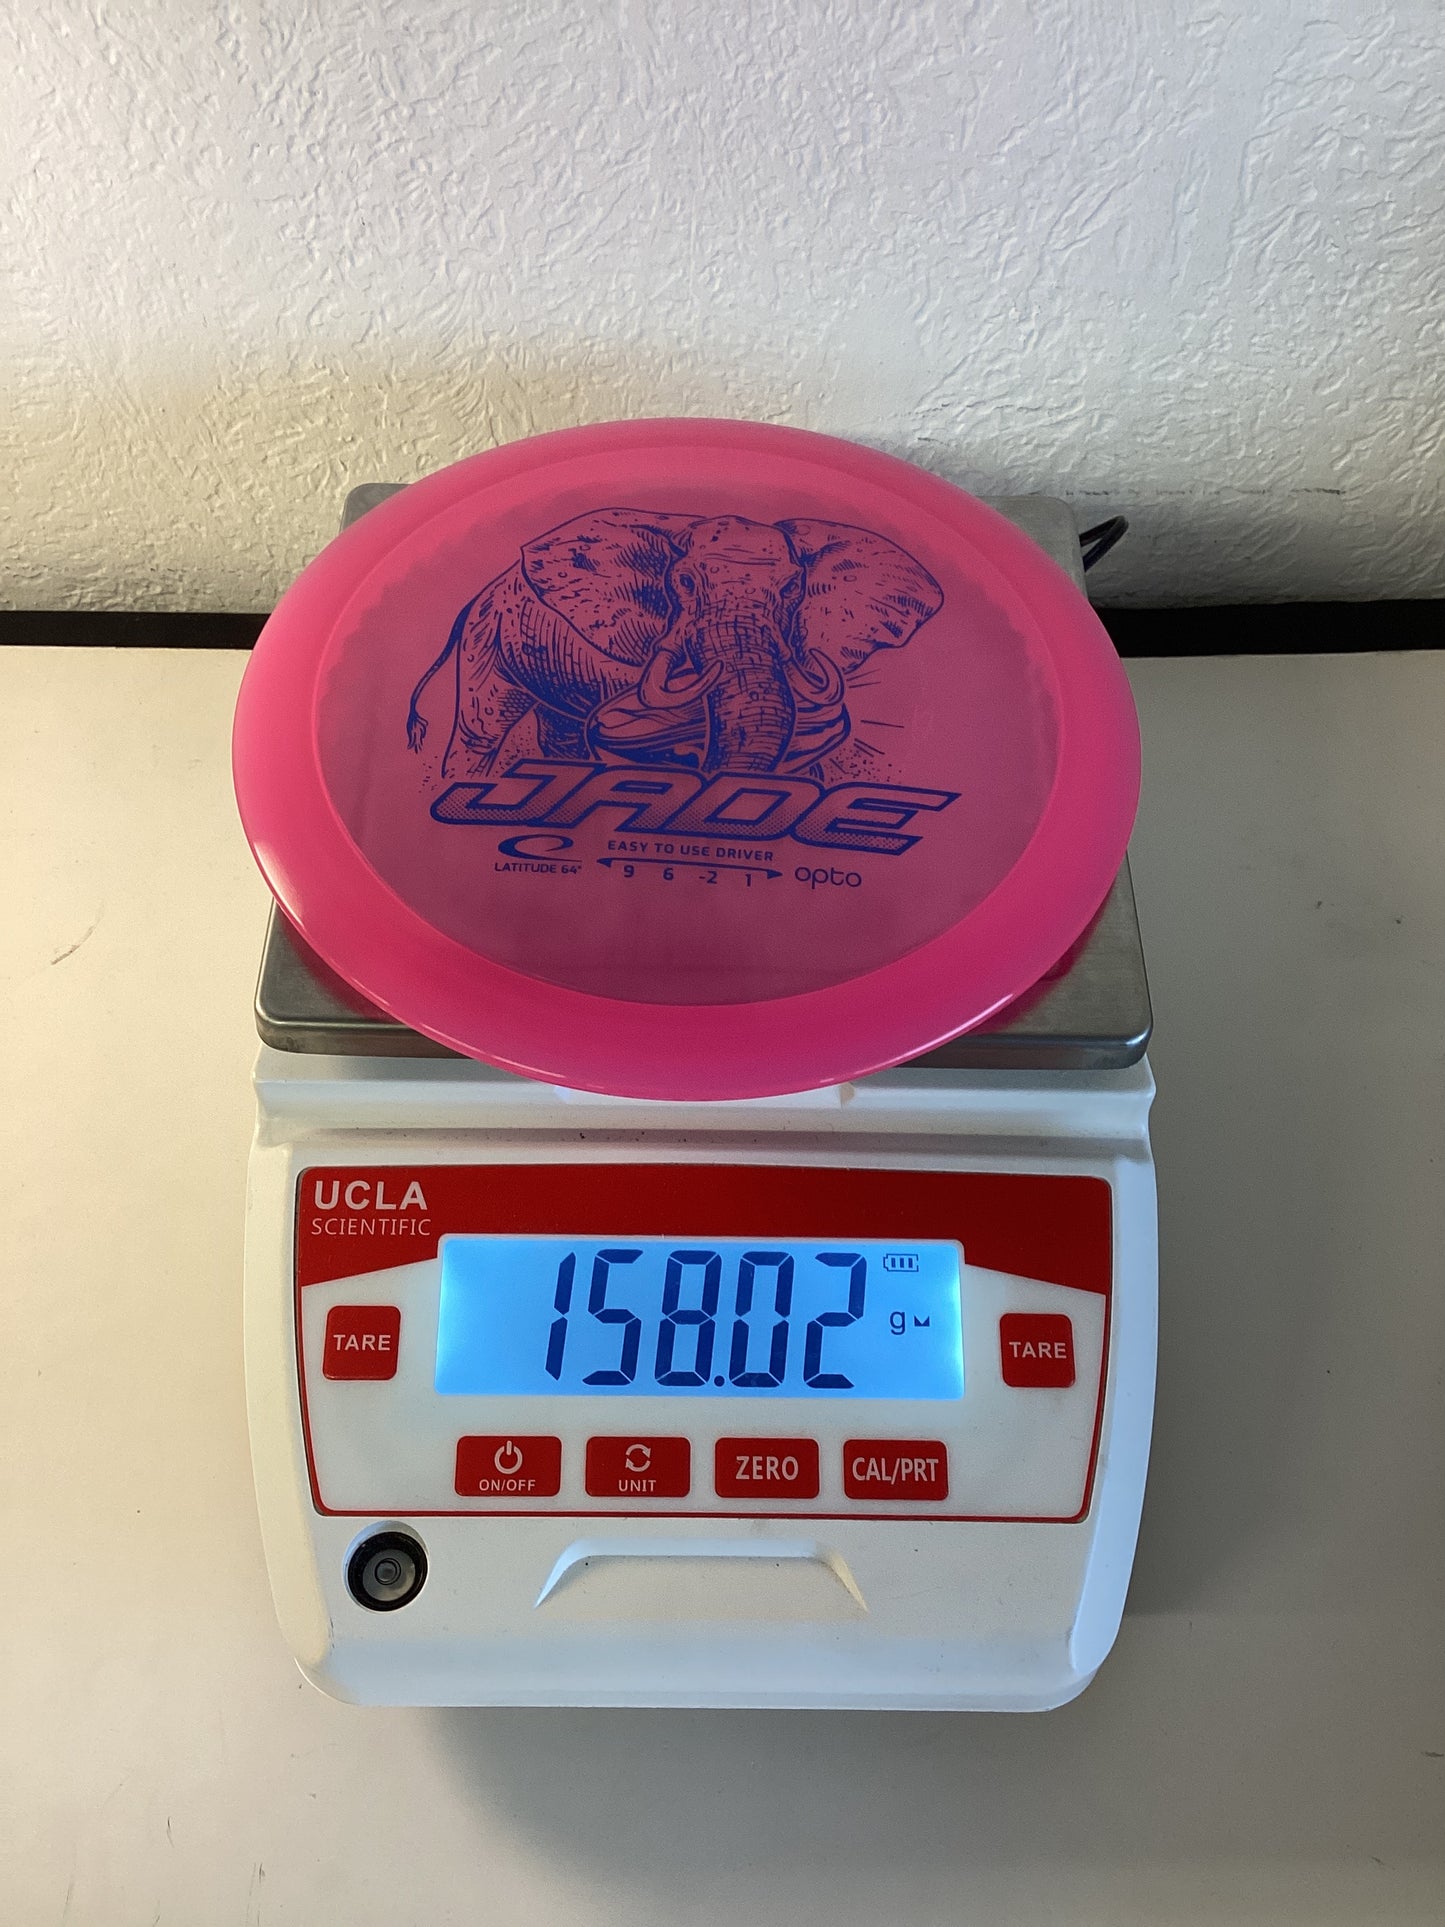 JADE
EASY TO USE DRIVER
LATITUDE 64° 9 6 -2 1 opto
UCLA
SCIENTIFIC
158.02 g
TARE
TARE
ON/OFF UNIT ZERO CAL/PRT